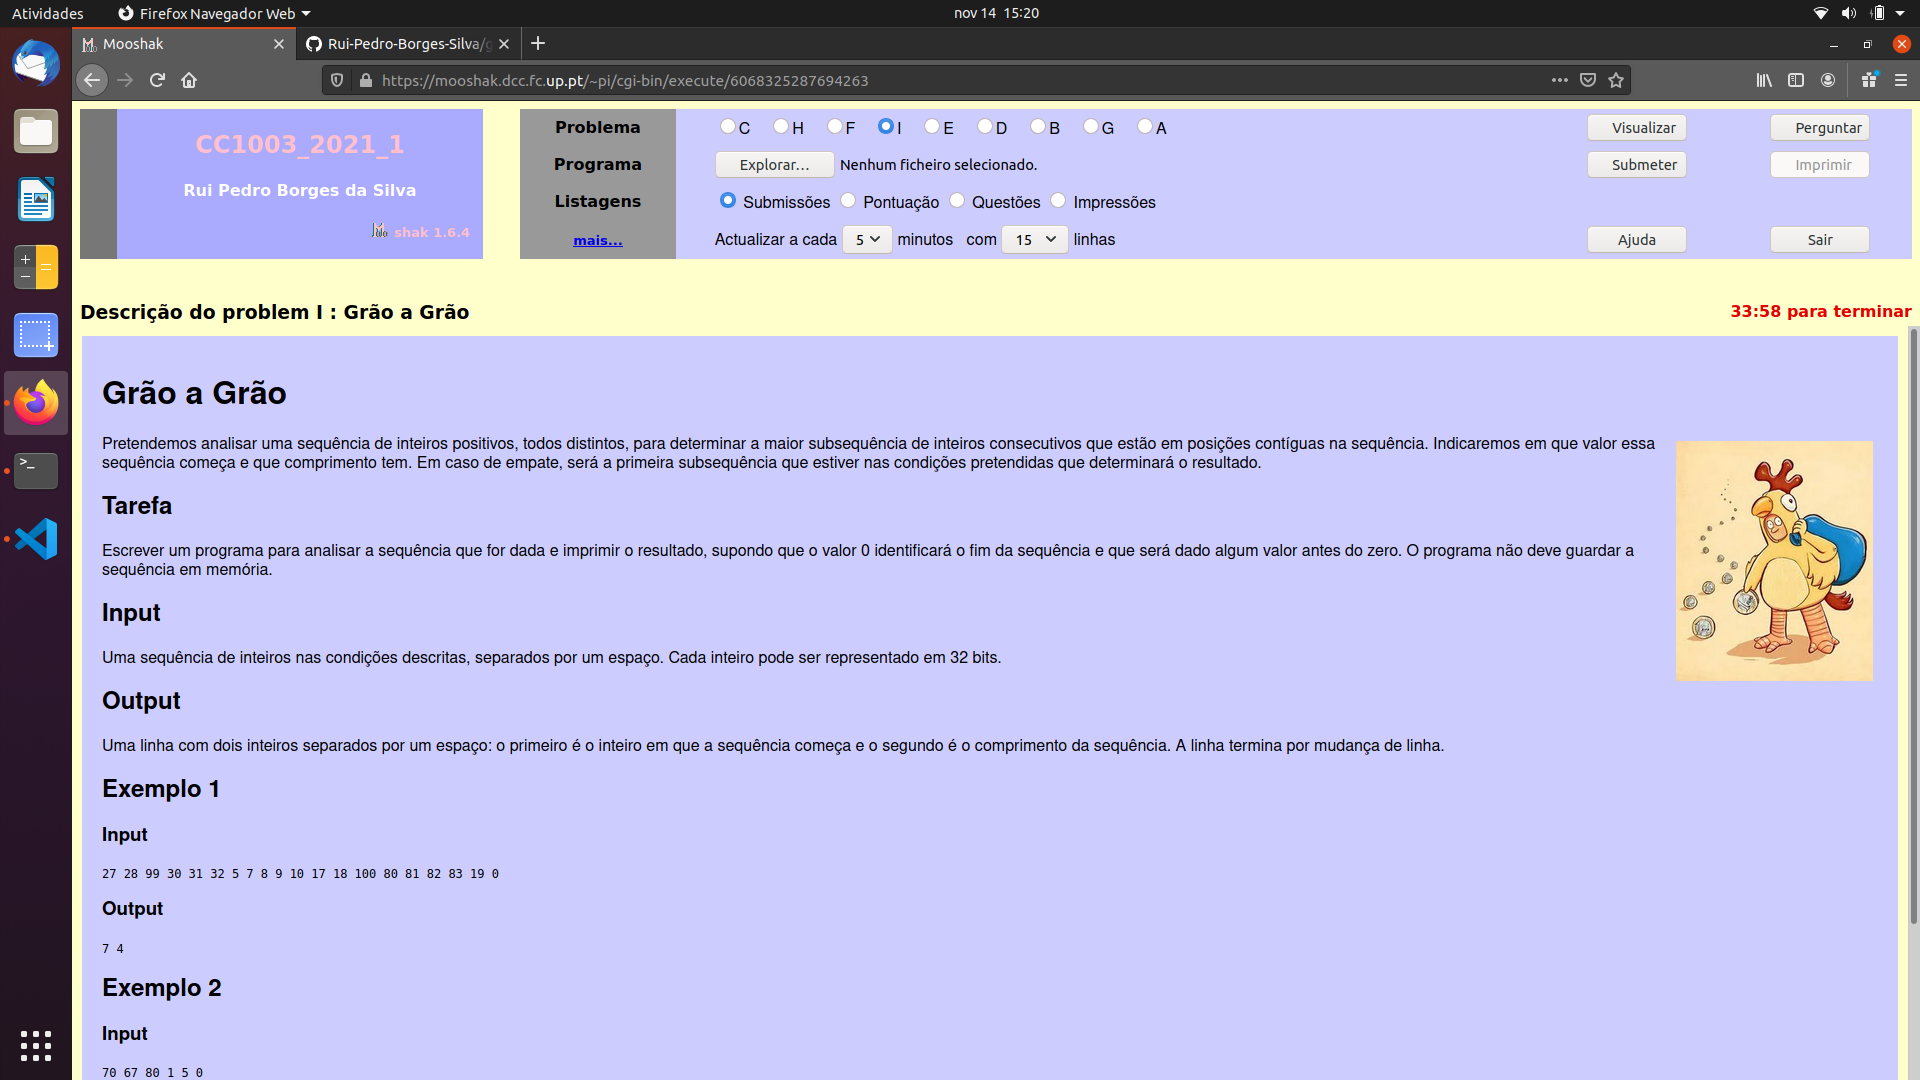 Atividades
Firefox Navegador Web
nov 14 15:20
Mooshak
Rui-Pedro-Borges-Silva/g
https://mooshak.dcc.fc.up.pt/~pi/cgi-bin/execute/6068325287694263
CC1003_2021_1
Rui Pedro Borges da Silva
shak 1.6.4
Problema
C H F I E D B G A
Visualizar
Perguntar
Programa
Explorar... Nenhum ficheiro selecionado.
Submeter
Imprimir
Listagens
Submissões Pontuação Questões Impressões
mais...
Actualizar a cada 5 minutos com 15 linhas
Ajuda
Sair
Descrição do problem I : Grão a Grão
33:58 para terminar
Grão a Grão
Pretendemos analisar uma sequência de inteiros positivos, todos distintos, para determinar a maior subsequência de inteiros consecutivos que estão em posições contíguas na sequência. Indicaremos em que valor essa
sequência começa e que comprimento tem. Em caso de empate, será a primeira subsequência que estiver nas condições pretendidas que determinará o resultado.
Tarefa
Escrever um programa para analisar a sequência que for dada e imprimir o resultado, supondo que o valor 0 identificará o fim da sequência e que será dado algum valor antes do zero. O programa não deve guardar a
sequência em memória.
Input
Uma sequência de inteiros nas condições descritas, separados por um espaço. Cada inteiro pode ser representado em 32 bits.
Output
Uma linha com dois inteiros separados por um espaço: o primeiro é o inteiro em que a sequência começa e o segundo é o comprimento da sequência. A linha termina por mudança de linha.
Exemplo 1
Input
27 28 99 30 31 32 5 7 8 9 10 17 18 100 80 81 82 83 19 0
Output
7 4
Exemplo 2
Input
70 67 80 1 5 0